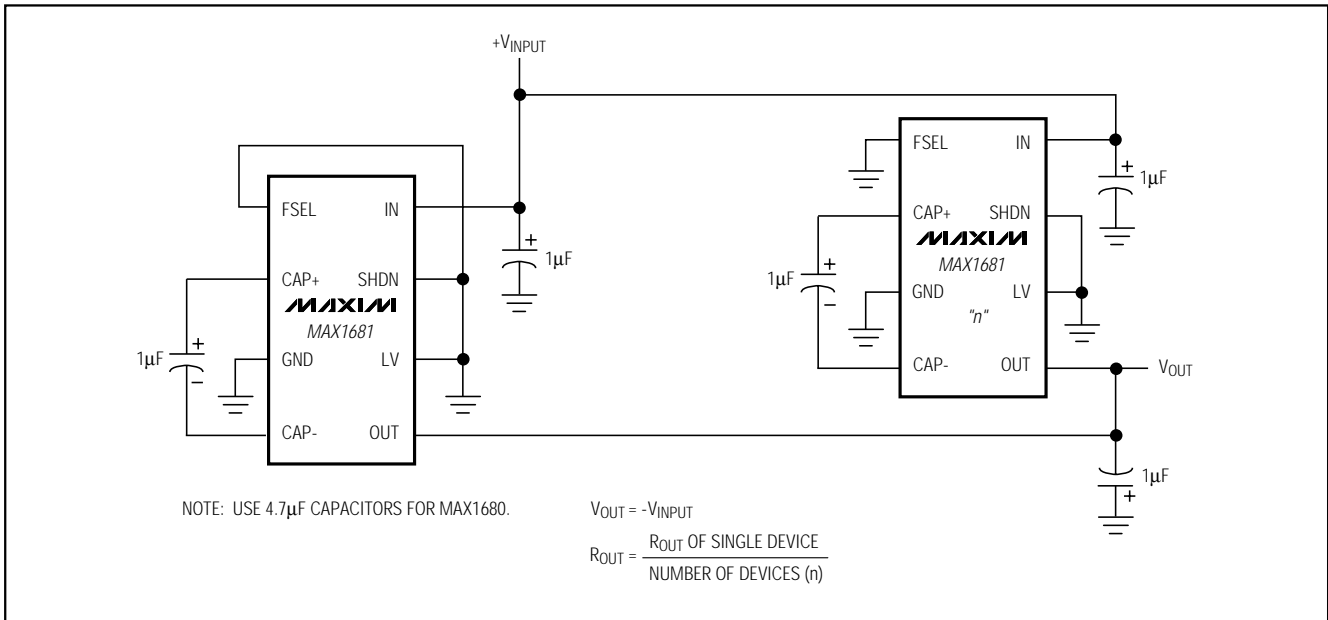 +VINPUT
FSEL
IN
CAP+
SHDN
MAXIM
MAX1681
GND
LV
CAP-
OUT
1µF
+
−
+
1µF
FSEL
IN
CAP+
SHDN
MAXIM
MAX1681
GND
"n"
LV
CAP-
OUT
1µF
+
−
+
1µF
VOUT
1µF
+
NOTE: USE 4.7µF CAPACITORS FOR MAX1680.
VOUT = -VINPUT
ROUT = ROUT OF SINGLE DEVICE
NUMBER OF DEVICES (n)